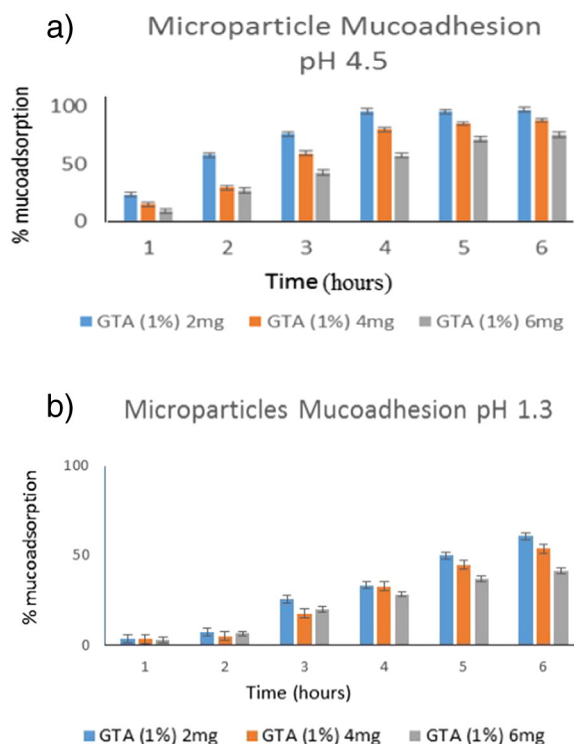 a)
Microparticle Mucoadhesion
pH 4.5
% mucoadsorption
100
50
0
1 2 3 4 5 6
Time (hours)
GTA (1%) 2mg GTA (1%) 4mg GTA (1%) 6mg
b)
Microparticles Mucoadhesion pH 1.3
% mucoadsorption
100
50
0
1 2 3 4 5 6
Time (hours)
GTA (1%) 2mg GTA (1%) 4mg GTA (1%) 6mg